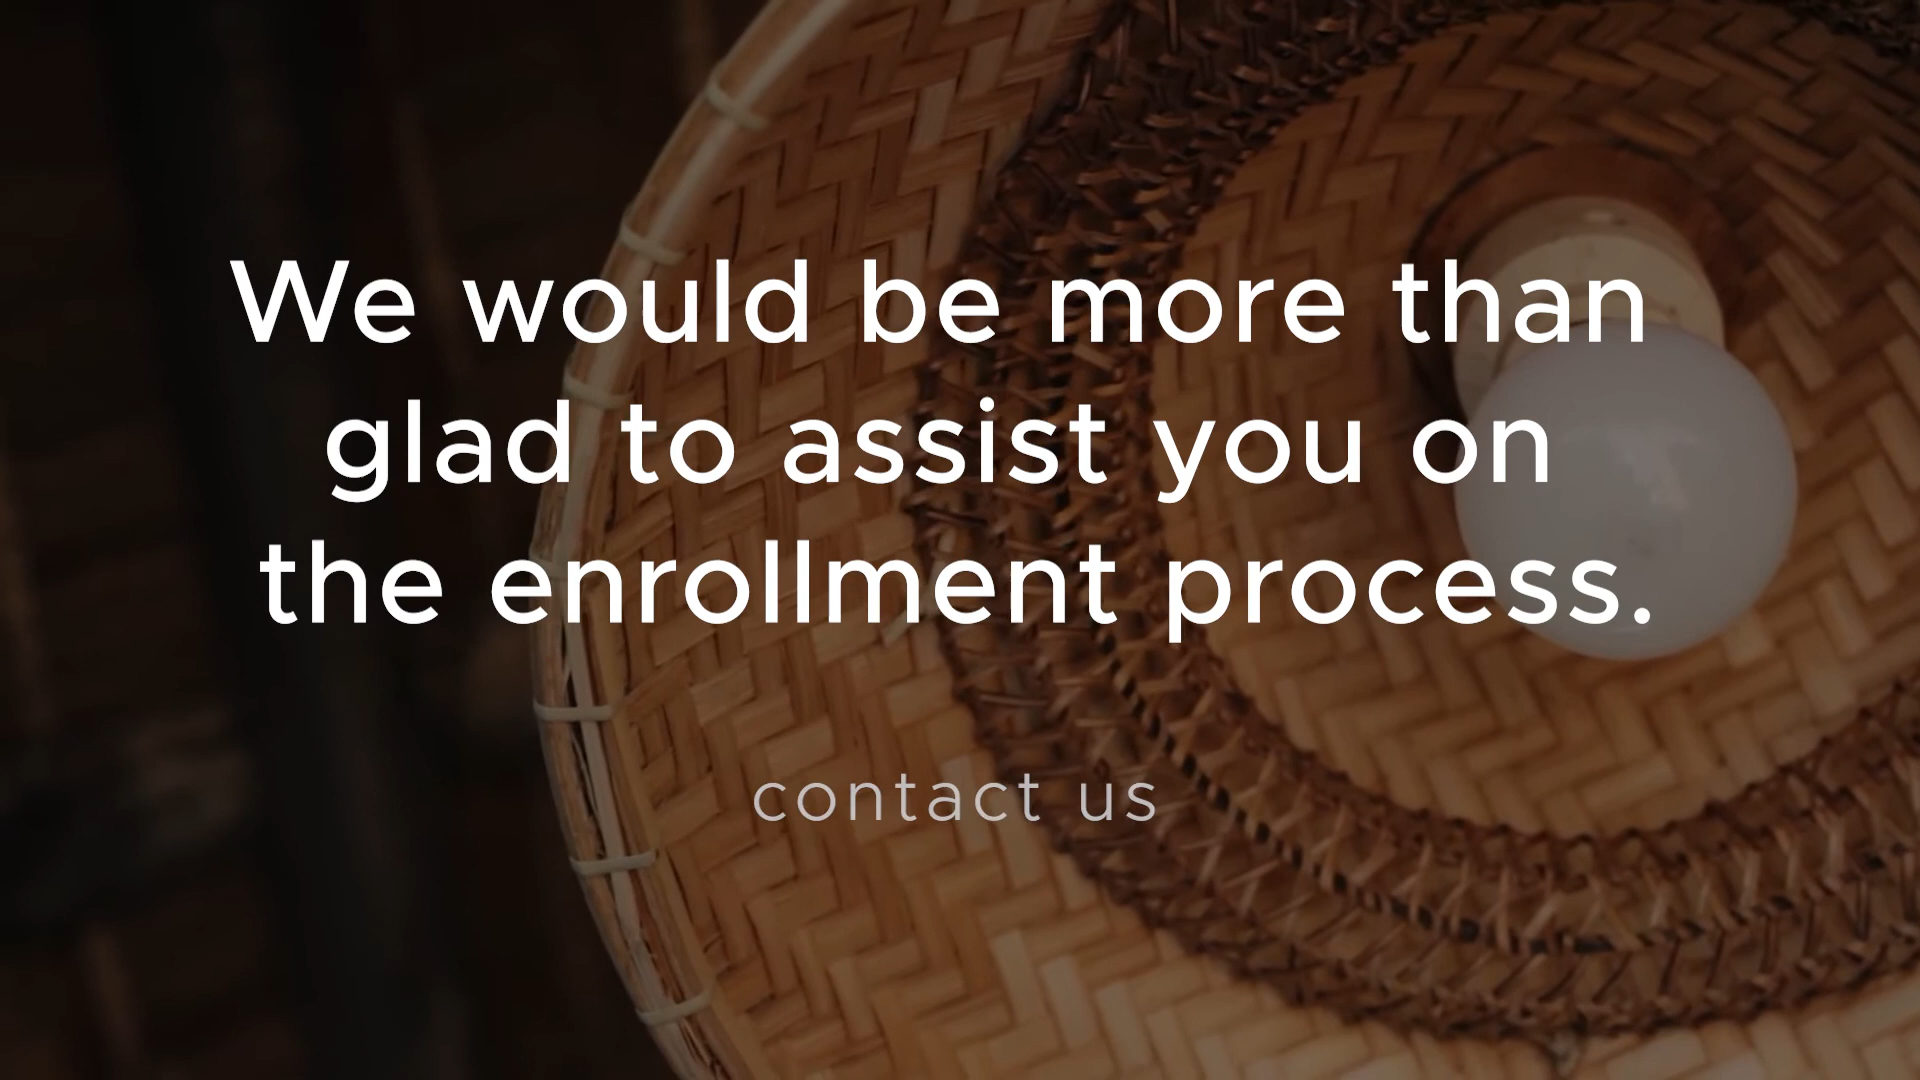 We would be more than
glad to assist you on
the enrollment process.
contact us